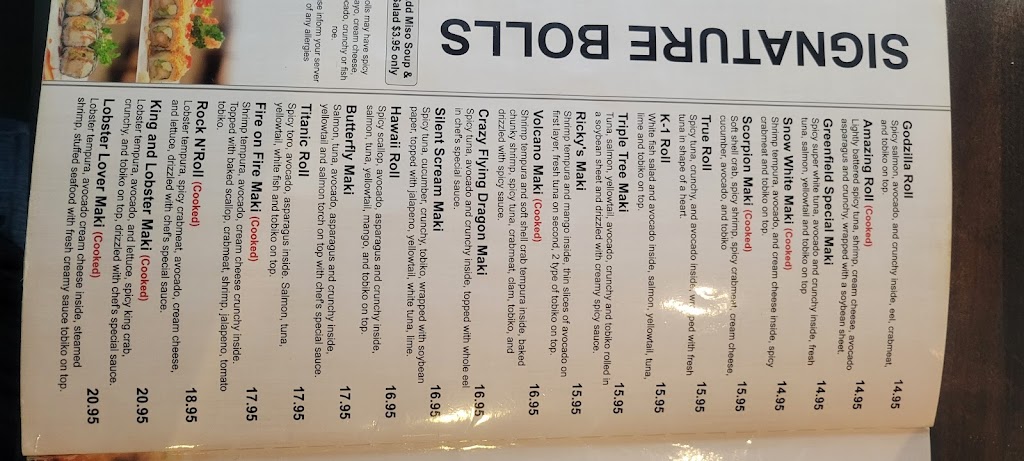 SIGNATURE ROLLS
dd Miso Soup &
Salad $3.95 only
olls may have spicy
ayo, cream cheese,
cado, crunchy or fish
roe.
se inform your server
of any allergies
Godzilla Roll 14.95
Spicy salmon, avocado, and crunchy inside, eel, crabmeat,
and tobiko on top.
Amazing Roll (Cooked) 14.95
Lightly battered spicy tuna, shrimp, cream cheese, avocado
asparagus and crunchy, wrapped with a soybean sheet.
Greenfield Special Maki 14.95
Spicy super white tuna, avocado and crunchy inside, fresh
tuna, salmon, yellowtail and tobiko on top
Snow White Maki (Cooked) 14.95
Shrimp tempura, avocado, and cream cheese inside, spicy
crabmeat and tobiko on top.
Scorpion Maki (Cooked) 15.95
Soft shell crab, spicy shrimp, spicy crabmeat, cream cheese,
cucumber, avocado, and tobiko
True Roll 15.95
Spicy tuna, crunchy, and avocado inside, wrapped with fresh
tuna in shape of a heart.
K-1 Roll 15.95
White fish salad and avocado inside, salmon, yellowtail, tuna,
lime and tobiko on top.
Triple Tree Maki 15.95
Tuna, salmon, yellowtail, avocado, crunchy and tobiko rolled in
a soybean sheet and drizzled with creamy spicy sauce.
Ricky's Maki 15.95
Shrimp tempura and mango inside, thin slices of avocado on
first layer, fresh tuna on second, 2 type of tobiko on top.
Volcano Maki (Cooked) 16.95
Shrimp tempura and soft shell crab tempura inside, baked
chunky shrimp, spicy tuna, crabmeat, clam, tobiko, and
drizzled with spicy sauce.
Crazy Flying Dragon Maki 16.95
Spicy tuna, avocado and crunchy inside, topped with whole eel
in chef's special sauce.
Silent Scream Maki 16.95
Spicy tuna, cucumber, crunchy, tobiko, wrapped with soybean
paper, topped with jalapeno, yellowtail, white tuna, lime.
Hawaii Roll 16.95
Spicy scallop, avocado, asparagus and crunchy inside,
salmon, tuna, yellowtail, mango, and tobiko on top.
Butterfly Maki 17.95
Salmon, tuna, avocado, asparagus and crunchy inside,
yellowtail and salmon torch on top with chef's special sauce.
Titanic Roll 17.95
Spicy toro, avocado, asparagus inside, Salmon, tuna,
yellowtail, white fish and tobiko on top.
Fire on Fire Maki (Cooked) 17.95
Shrimp tempura, avocado, cream cheese crunchy inside.
Topped with baked scallop, crabmeat, shrimp, jalapeno, tomato
tobiko.
Rock N'Roll (Cooked) 18.95
Lobster tempura, spicy crabmeat, avocado, cream cheese,
and lettuce, drizzled with chef's special sauce.
King and Lobster Maki (Cooked) 20.95
Lobster tempura, avocado, and lettuce, spicy king crab,
crunchy, and tobiko on top, drizzled with chef's special sauce.
Lobster Lover Maki (Cooked) 20.95
Lobster tempura, avocado cream cheese inside, steamed
shrimp, stuffed seafood with fresh creamy sauce tobiko on top.